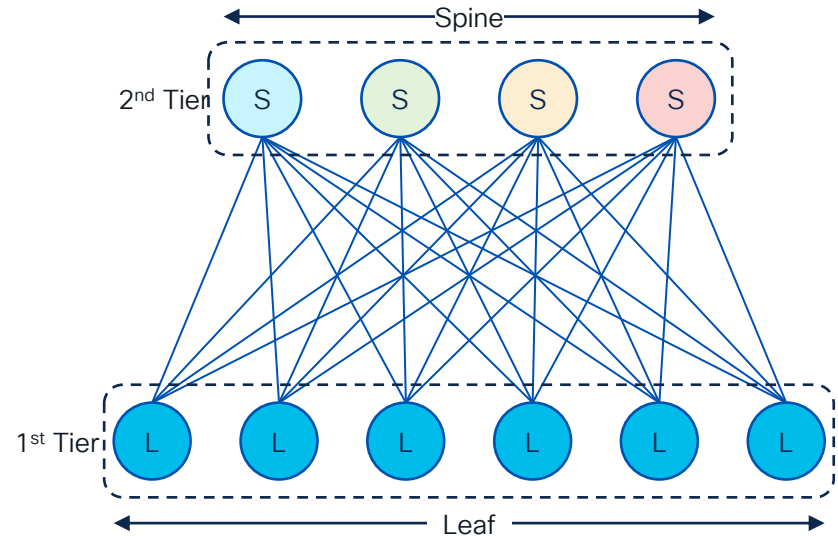 Spine
2nd Tier
S S S S
1st Tier
L L L L L L
Leaf